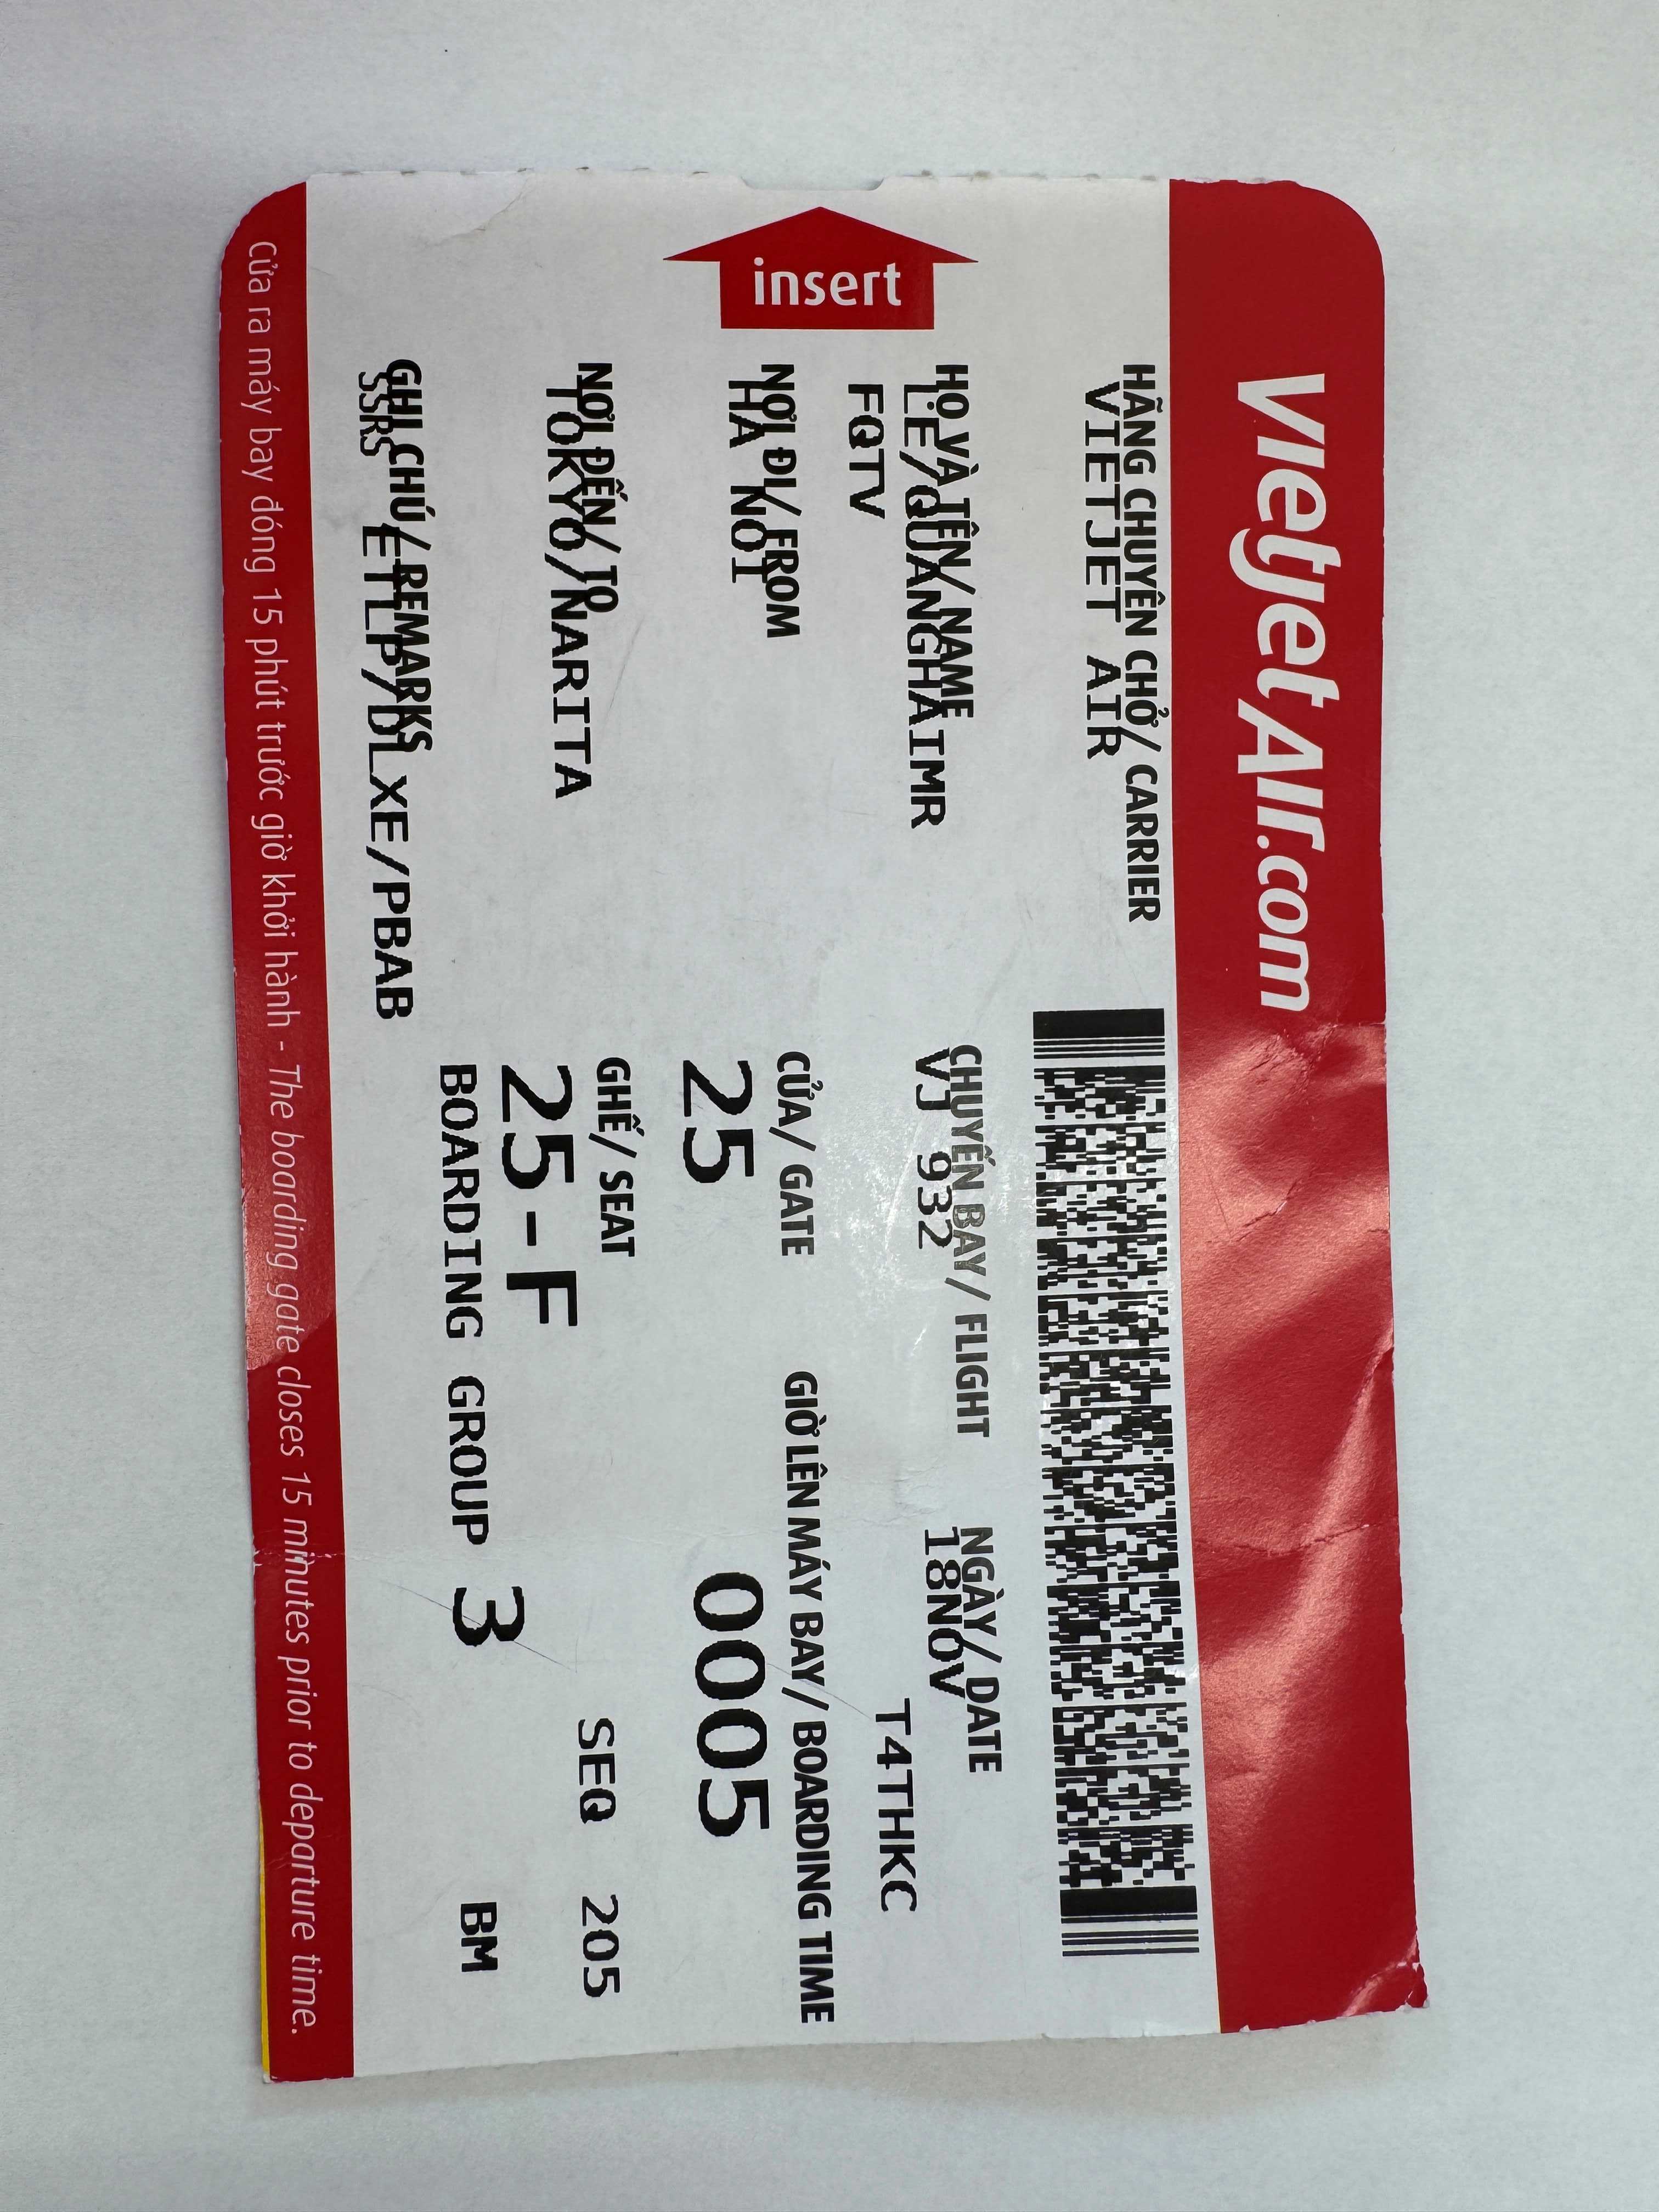 vietjetAir.com
HÃNG CHUYÊN CHỞ/ CARRIER
VIETJET AIR
HỌ VÀ TÊN/ NAME
LE/QUANGHAIMR
FQTV
CHUYẾN BAY/ FLIGHT
VJ 932
NGÀY/ DATE
18NOV
T4THKC
NƠI ĐI/ FROM
HA NOI
CỬA/ GATE
25
GIỜ LÊN MÁY BAY/ BOARDING TIME
0005
NƠI ĐẾN/ TO
TOKYO/NARITA
GHẾ/ SEAT
25-F
SEQ 205
GHI CHÚ/ REMARKS
SSRS ETLP/DLXE/PBAB
BOARDING GROUP 3
BM
insert
Cửa ra máy bay đóng 15 phút trước giờ khởi hành - The boarding gate closes 15 minutes prior to departure time.